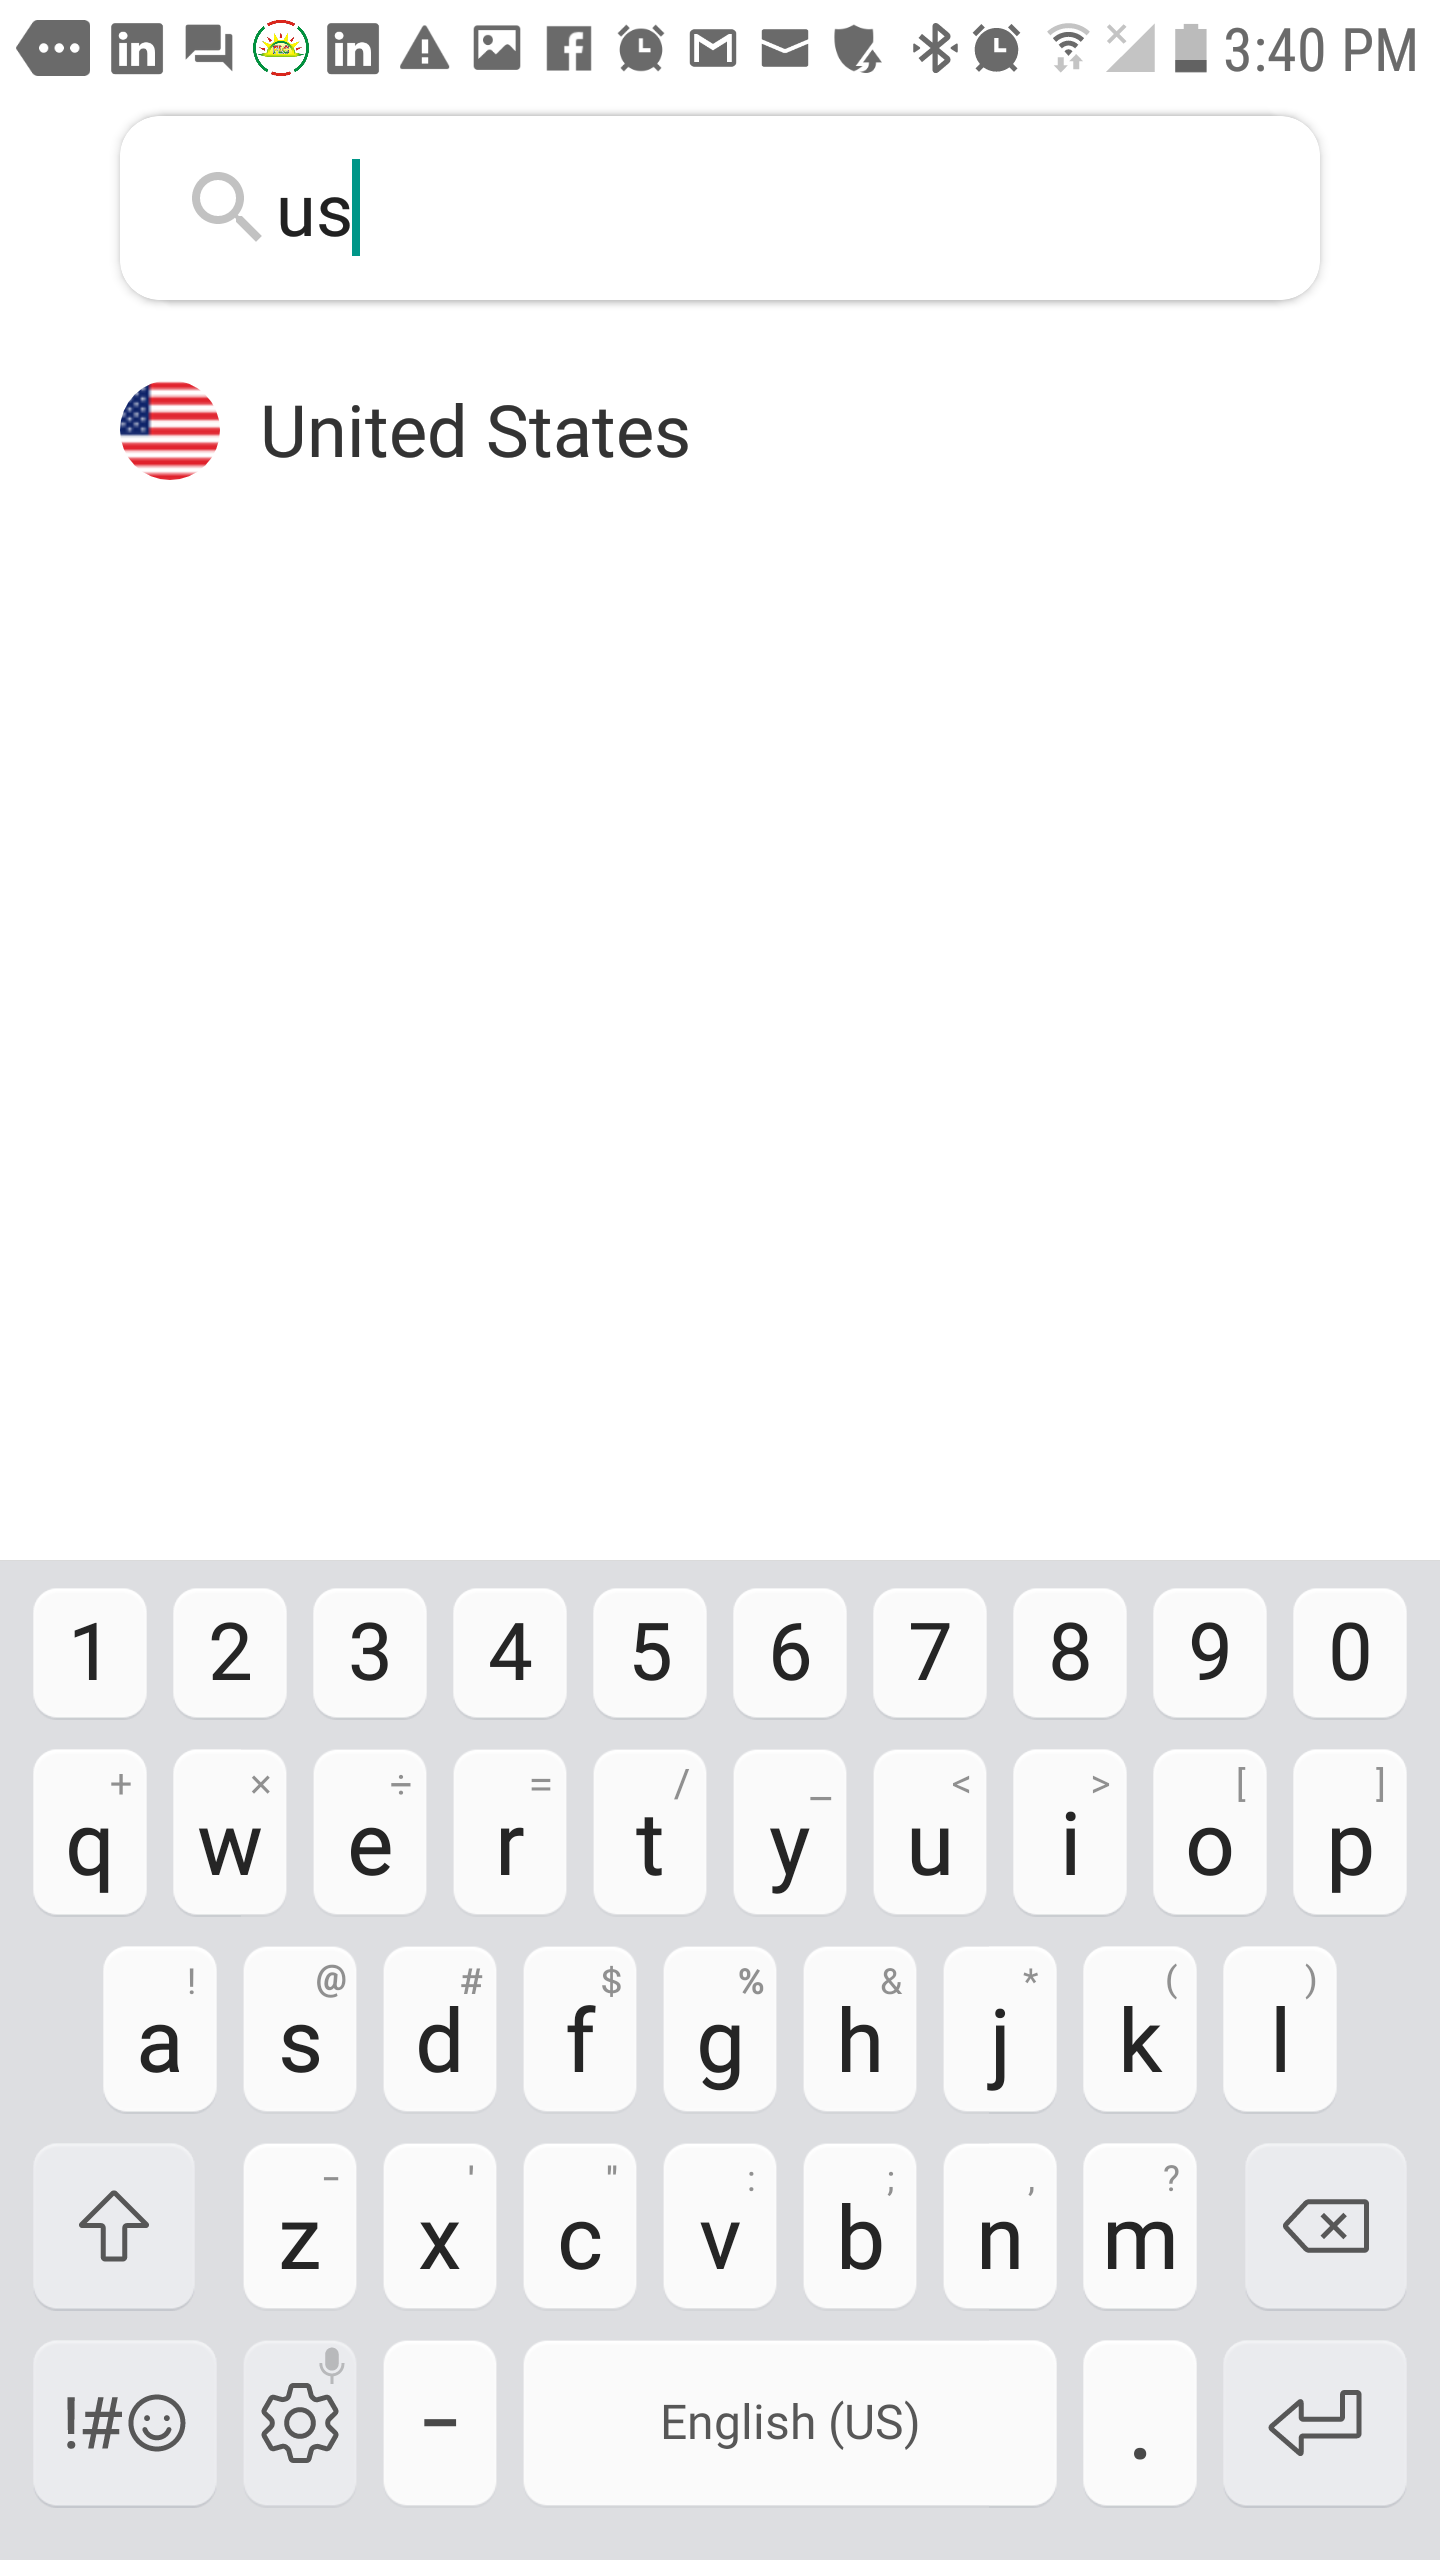 3:40 PM
us
United States
1 2 3 4 5 6 7 8 9 0
+ × ÷ = / _ < > [ ]
q w e r t y u i o p
! @ # $ % & * ( )
a s d f g h j k l
- ' " : ; , ?
z x c v b n m
!# - English (US) .